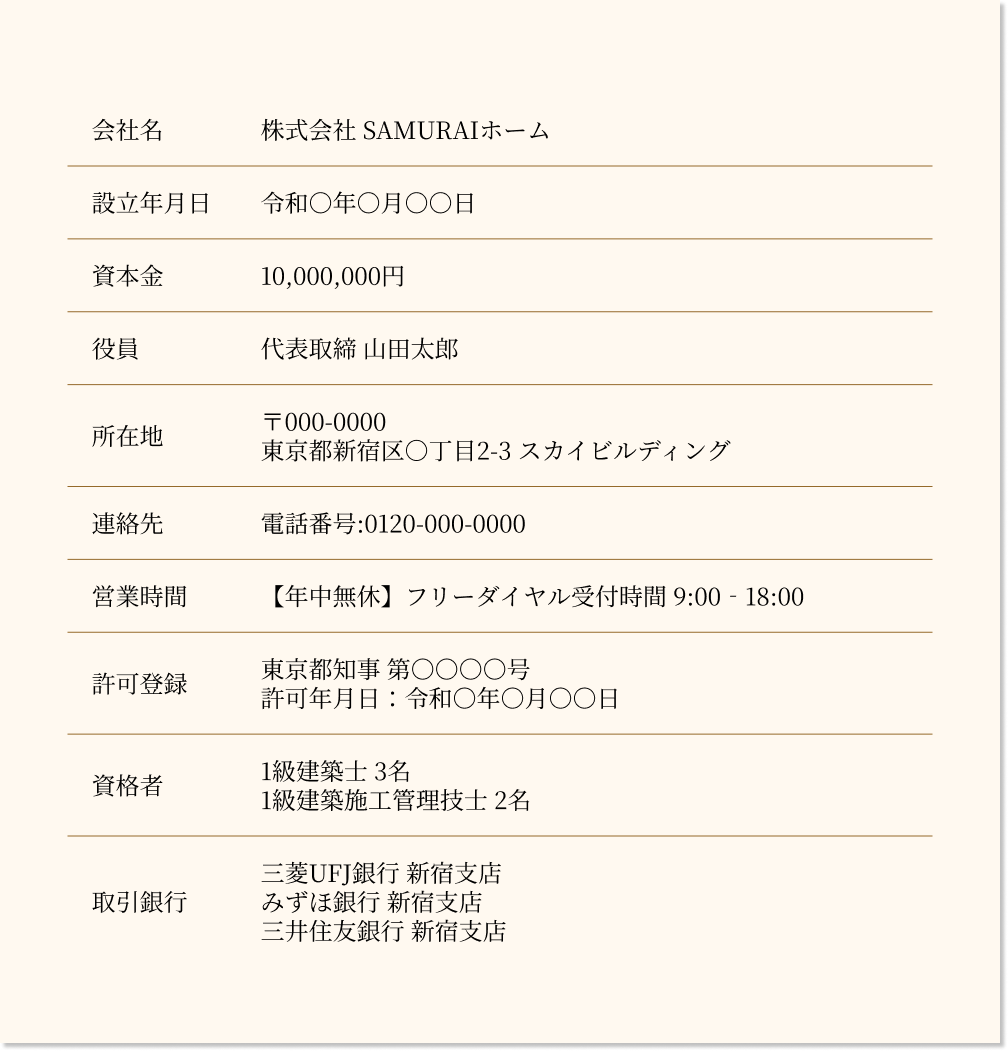 会社名 株式会社 SAMURAIホーム
設立年月日 令和〇年〇月〇〇日
資本金 10,000,000円
役員 代表取締 山田太郎
所在地 〒000-0000
東京都新宿区〇丁目2-3 スカイビルディング
連絡先 電話番号:0120-000-0000
営業時間 【年中無休】フリーダイヤル受付時間 9:00‐18:00
許可登録 東京都知事 第〇〇〇〇号
許可年月日：令和〇年〇月〇〇日
資格者 1級建築士 3名
1級建築施工管理技士 2名
取引銀行 三菱UFJ銀行 新宿支店
みずほ銀行 新宿支店
三井住友銀行 新宿支店